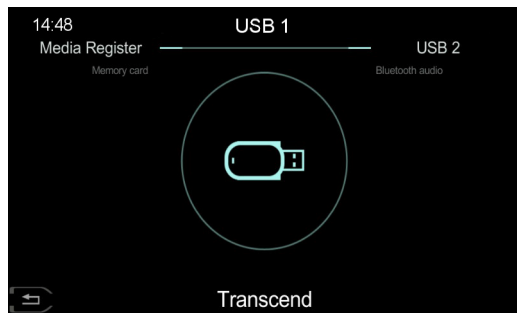 14:48
USB 1
Media Register
USB 2
Memory card
Bluetooth audio
Transcend